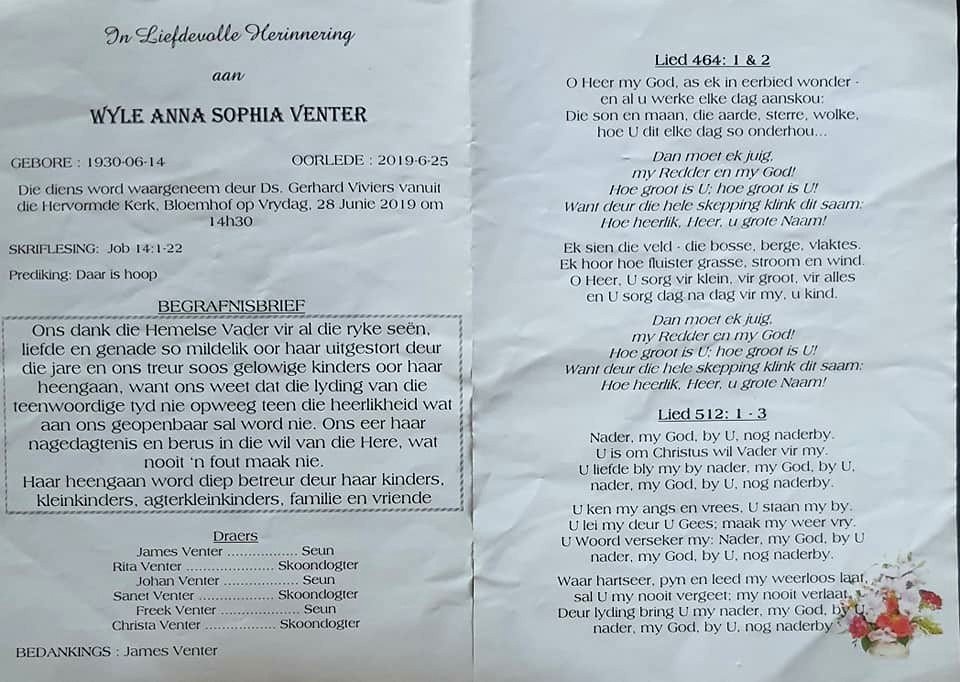 In Liefdevolle Herinnering
aan
WYLE ANNA SOPHIA VENTER
GEBORE : 1930-06-14 OORLEDE : 2019-6-25
Die diens word waargeneem deur Ds. Gerhard Viviers vanuit
die Hervormde Kerk, Bloemhof op Vrydag, 28 Junie 2019 om
14h30
SKRIFLESING: Job 14:1-22
Prediking: Daar is hoop
BEGRAFNISBRIEF
Ons dank die Hemelse Vader vir al die ryke seën,
liefde en genade so mildelik oor haar uitgestort deur
die jare en ons treur soos gelowige kinders oor haar
heengaan, want ons weet dat die lyding van die
teenwoordige tyd nie opweeg teen die heerlikheid wat
aan ons geopenbaar sal word nie. Ons eer haar
nagedagtenis en berus in die wil van die Here, wat
nooit 'n fout maak nie.
Haar heengaan word diep betreur deur haar kinders,
kleinkinders, agterkleinkinders, familie en vriende
Draers
James Venter ................. Seun
Rita Venter ..................... Skoondogter
Johan Venter .................. Seun
Sanet Venter ................... Skoondogter
Freek Venter ................... Seun
Christa Venter ................. Skoondogter
BEDANKINGS : James Venter
Lied 464: 1 & 2
O Heer my God, as ek in eerbied wonder -
en al u werke elke dag aanskou:
Die son en maan, die aarde, sterre, wolke,
hoe U dit elke dag so onderhou...
Dan moet ek juig,
my Redder en my God!
Hoe groot is U; hoe groot is U!
Want deur die hele skepping klink dit saam:
Hoe heerlik, Heer, u grote Naam!
Ek sien die veld - die bosse, berge, vlaktes.
Ek hoor hoe fluister grasse, stroom en wind.
O Heer, U sorg vir klein, vir groot, vir alles
en U sorg dag na dag vir my, u kind.
Dan moet ek juig,
my Redder en my God!
Hoe groot is U; hoe groot is U!
Want deur die hele skepping klink dit saam:
Hoe heerlik, Heer, u grote Naam!
Lied 512: 1 - 3
Nader, my God, by U, nog naderby.
U is om Christus wil Vader vir my.
U liefde bly my by nader, my God, by U,
nader, my God, by U, nog naderby.
U ken my angs en vrees, U staan my by.
U lei my deur U Gees; maak my weer vry.
U Woord verseker my: Nader, my God, by U
nader, my God, by U, nog naderby.
Waar hartseer, pyn en leed my weerloos laat,
sal U my nooit vergeet; my nooit verlaat.
Deur lyding bring U my nader, my God, by U,
nader, my God, by U, nog naderby